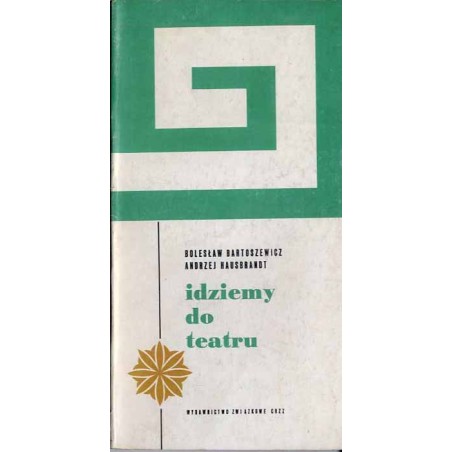 BOLESŁAW BARTOSZEWICZ
ANDRZEJ HAUSBRANDT
idziemy
do
teatru
WYDAWNICTWO ZWIĄZKOWE CRZZ